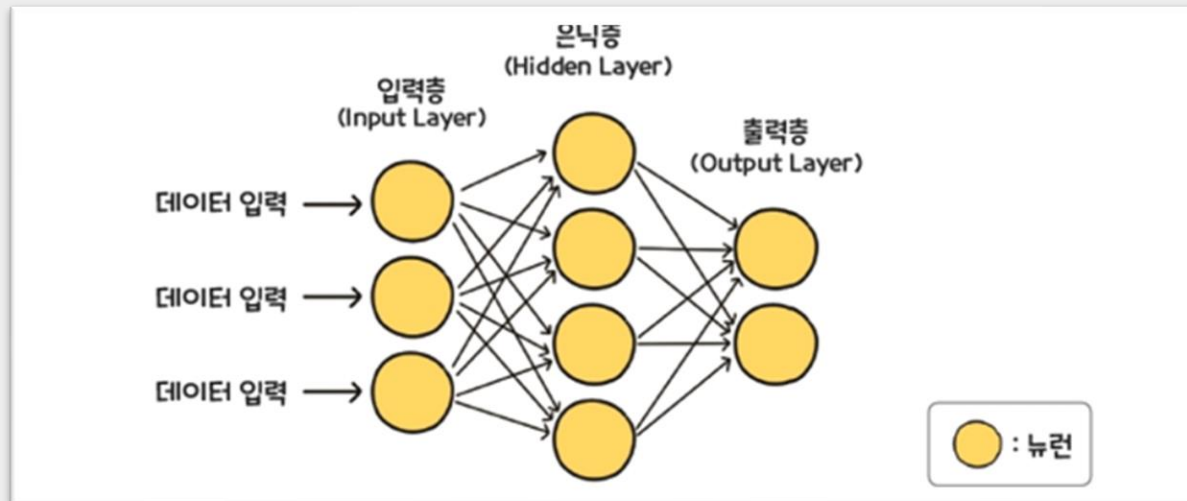 은닉층
(Hidden Layer)
입력층
(Input Layer)
출력층
(Output Layer)
데이터 입력
데이터 입력
데이터 입력
: 뉴런